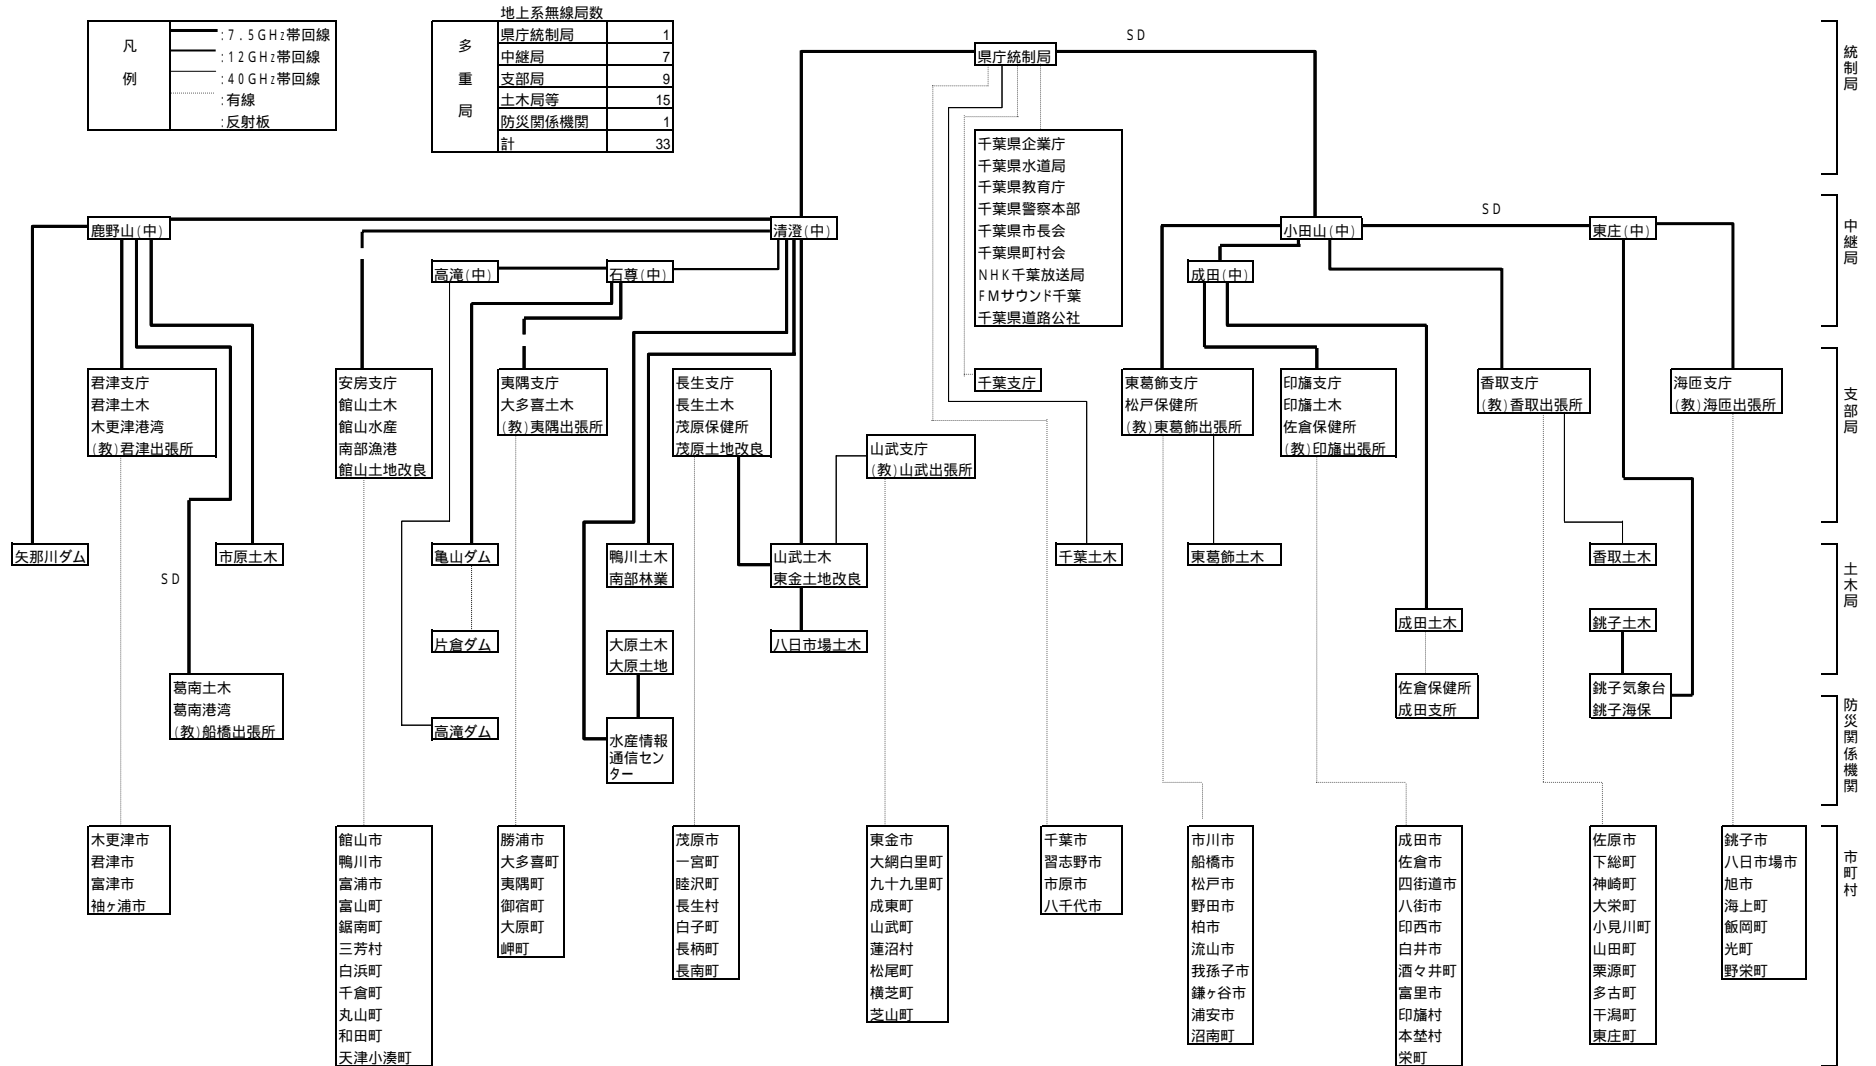 地上系無線局数
凡
例
:7.5GHz帯回線
:12GHz帯回線
:40GHz帯回線
:有線
:反射板
多
重
局
県庁統制局 1
中継局 7
支部局 9
土木局等 15
防災関係機関 1
計 33
県庁統制局
SD
統制局
千葉県企業庁
千葉県水道局
千葉県教育庁
千葉県警察本部
千葉県市長会
千葉県町村会
NHK千葉放送局
FMサウンド千葉
千葉県道路公社
鹿野山(中)
清澄(中)
小田山(中)
SD
東庄(中)
高滝(中)
石尊(中)
成田(中)
中継局
君津支庁
君津土木
木更津港湾
(教)君津出張所
安房支庁
館山土木
館山水産
南部漁港
館山土地改良
夷隅支庁
大多喜土木
(教)夷隅出張所
長生支庁
長生土木
茂原保健所
茂原土地改良
山武支庁
(教)山武出張所
千葉支庁
東葛飾支庁
松戸保健所
(教)東葛飾出張所
印旛支庁
印旛土木
佐倉保健所
(教)印旛出張所
香取支庁
(教)香取出張所
海匝支庁
(教)海匝出張所
支部局
矢那川ダム
SD
市原土木
亀山ダム
鴨川土木
南部林業
山武土木
東金土地改良
千葉土木
東葛飾土木
香取土木
片倉ダム
大原土木
大原土地
八日市場土木
成田土木
銚子土木
土木局
葛南土木
葛南港湾
(教)船橋出張所
高滝ダム
水産情報
通信セン
ター
佐倉保健所
成田支所
銚子気象台
銚子海保
防災関係機関
木更津市
君津市
富津市
袖ヶ浦市
館山市
鴨川市
富浦市
富山町
鋸南町
三芳村
白浜町
千倉町
丸山町
和田町
天津小湊町
勝浦市
大多喜町
夷隅町
御宿町
大原町
岬町
茂原市
一宮町
睦沢町
長生村
白子町
長柄町
長南町
東金市
大網白里町
九十九里町
成東町
山武町
蓮沼村
松尾町
横芝町
芝山町
千葉市
習志野市
市原市
八千代市
市川市
船橋市
松戸市
野田市
柏市
流山市
我孫子市
鎌ヶ谷市
浦安市
沼南町
成田市
佐倉市
四街道市
八街市
印西市
白井市
酒々井町
富里市
印旛村
本埜村
栄町
佐原市
下総町
神崎町
大栄町
小見川町
山田町
栗源町
多古町
干潟町
東庄町
銚子市
八日市場市
旭市
海上町
飯岡町
光町
野栄町
市町村